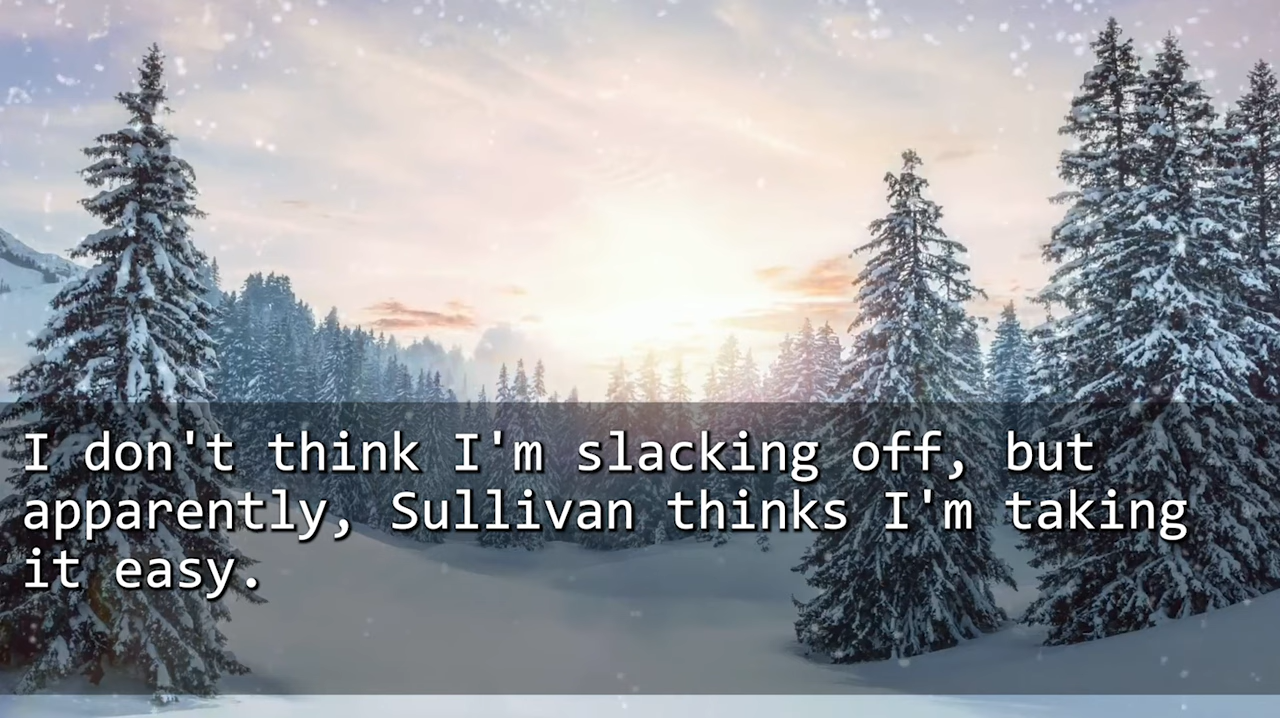 I don't think I'm slacking off, but
apparently, Sullivan thinks I'm taking
it easy.